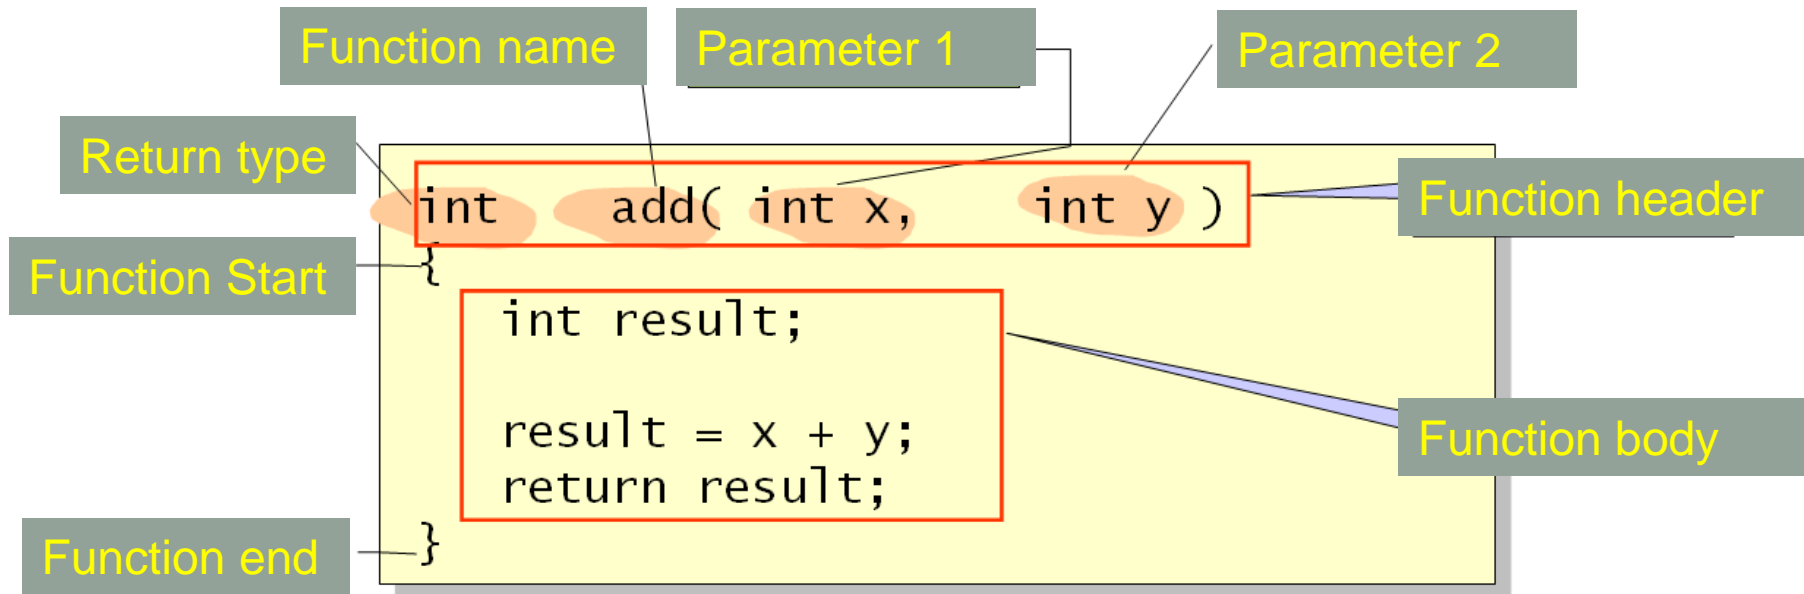 Function name
Parameter 1
Parameter 2
Return type
int add( int x, int y )
Function header
Function Start
{
int result;
result = x + y;
Function body
return result;
}
Function end